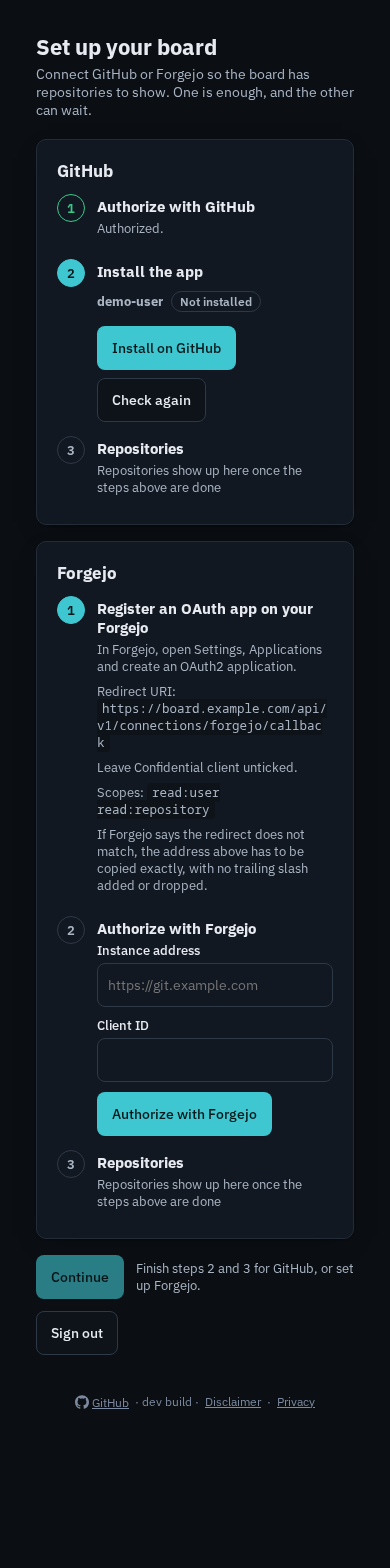 Set up your board
Connect GitHub or Forgejo so the board has
repositories to show. One is enough, and the other
can wait.
GitHub
1 Authorize with GitHub
Authorized.
2 Install the app
demo-user Not installed
Install on GitHub
Check again
3 Repositories
Repositories show up here once the
steps above are done
Forgejo
1 Register an OAuth app on your
Forgejo
In Forgejo, open Settings, Applications
and create an OAuth2 application.
Redirect URI:
https://board.example.com/api/
v1/connections/forgejo/callbac
k
Leave Confidential client unticked.
Scopes: read:user
read:repository
If Forgejo says the redirect does not
match, the address above has to be
copied exactly, with no trailing slash
added or dropped.
2 Authorize with Forgejo
Instance address
https://git.example.com
Client ID
Authorize with Forgejo
3 Repositories
Repositories show up here once the
steps above are done
Continue Finish steps 2 and 3 for GitHub, or set
up Forgejo.
Sign out
GitHub · dev build · Disclaimer · Privacy